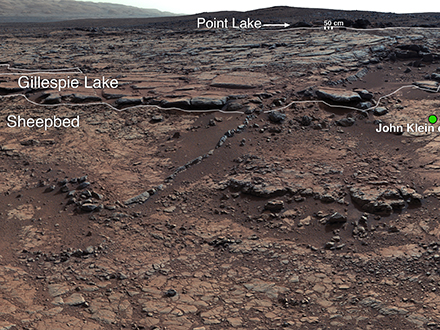 Point Lake
50 cm
Gillespie Lake
Sheepbed
John Klein